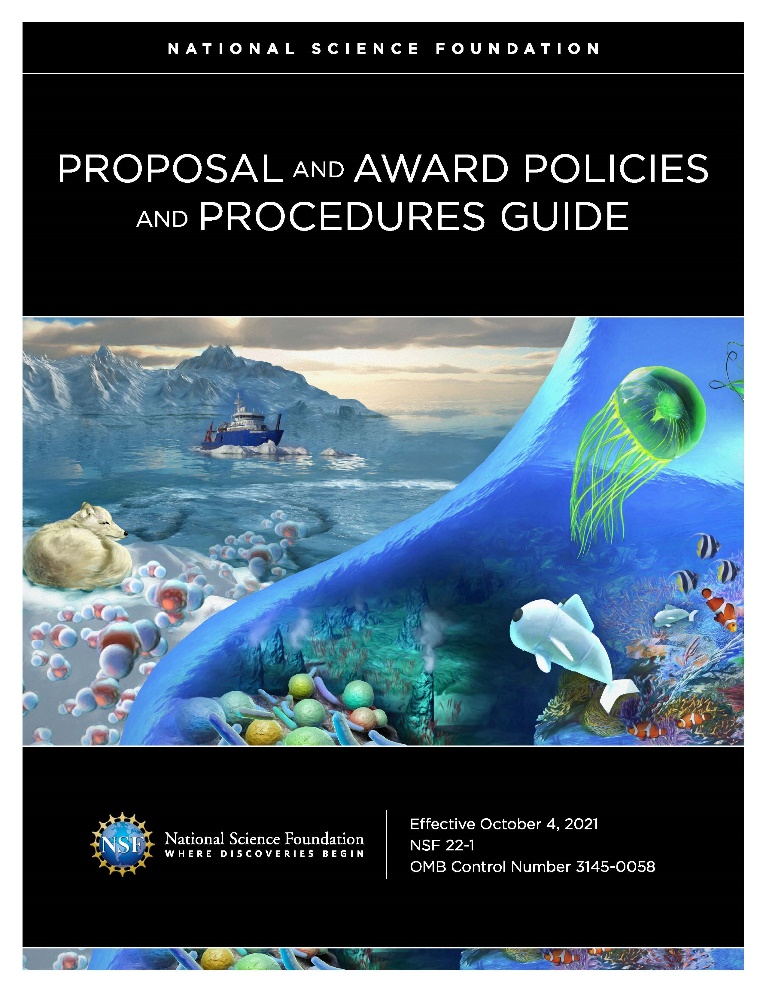 NATIONAL SCIENCE FOUNDATION
PROPOSAL AND AWARD POLICIES
AND PROCEDURES GUIDE
NSF
National Science Foundation
WHERE DISCOVERIES BEGIN
Effective October 4, 2021
NSF 22-1
OMB Control Number 3145-0058